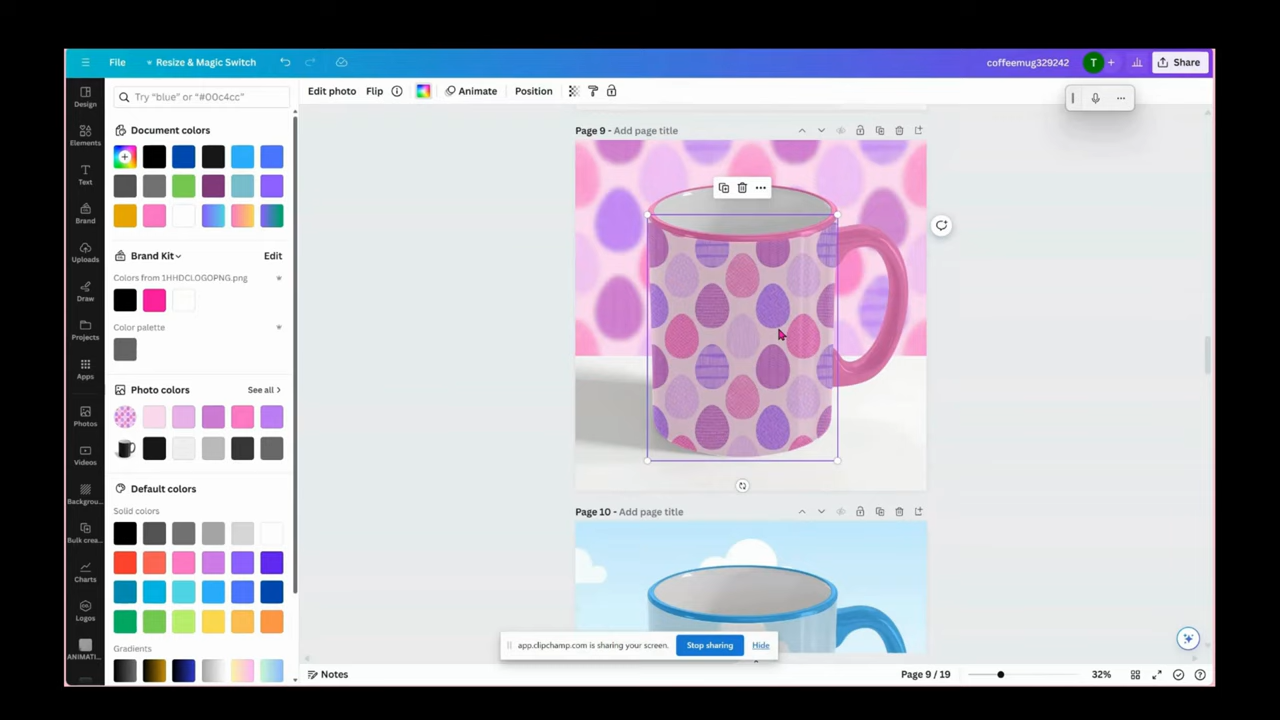 File
Resize & Magic Switch
coffeemug329242
T
Share
Design
Elements
Text
Brand
Uploads
Draw
Projects
Apps
Photos
Videos
Backgrou...
Bulk crea...
Charts
Logos
ANIMATI...
Try "blue" or "#00c4cc"
Document colors
Brand Kit
Edit
Colors from 1HHDCLOGOPNG.png
Color palette
Photo colors
See all
Default colors
Solid colors
Gradients
Edit photo
Flip
Animate
Position
Page 9 - Add page title
Page 10 - Add page title
app.clipchamp.com is sharing your screen.
Stop sharing
Hide
Notes
Page 9 / 19
32%